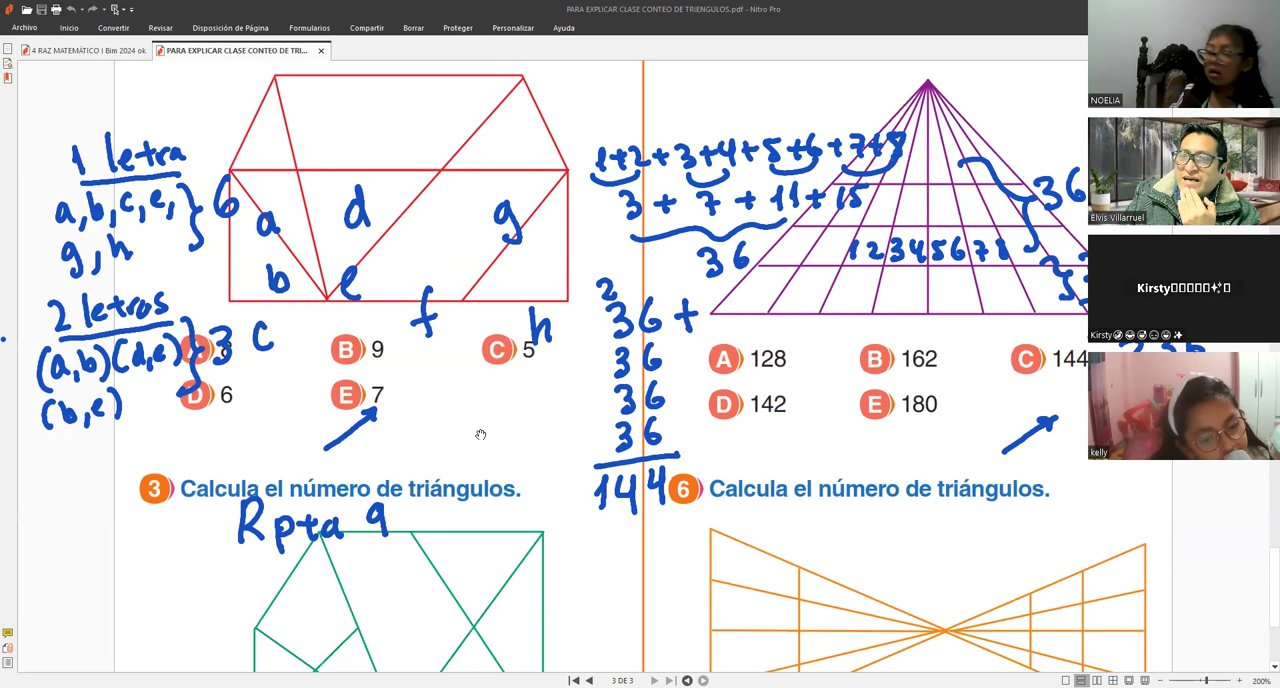 PARA EXPLICAR CLASE CONTEO DE TRIENGULOS.pdf - Nitro Pro
Archivo Inicio Convertir Revisar Disposición de Página Formularios Compartir Borrar Proteger Personalizar Ayuda
4 RAZ MATEMÁTICO I Bim 2024 ok
PARA EXPLICAR CLASE CONTEO DE TRI...
1 letra
a, b, c, e,
g, h
6
2 letros
(a, b) (d, e)
(b, e)
3
a
b
c
d
e
f
g
h
A) 8
B) 9
C) 5
D) 6
E) 7
3 Calcula el número de triángulos.
Rpta 9
1+2+3+4+5+6+7+8
3 + 7 + 11 + 15
36
1 2 3 4 5 6 7 8
36
2
36 +
36
36
36
144
A) 128
B) 162
C) 144
D) 142
E) 180
6 Calcula el número de triángulos.
NOELIA
Elvis Villarruel
Kirsty
Kirsty
kelly
3 DE 3
200%